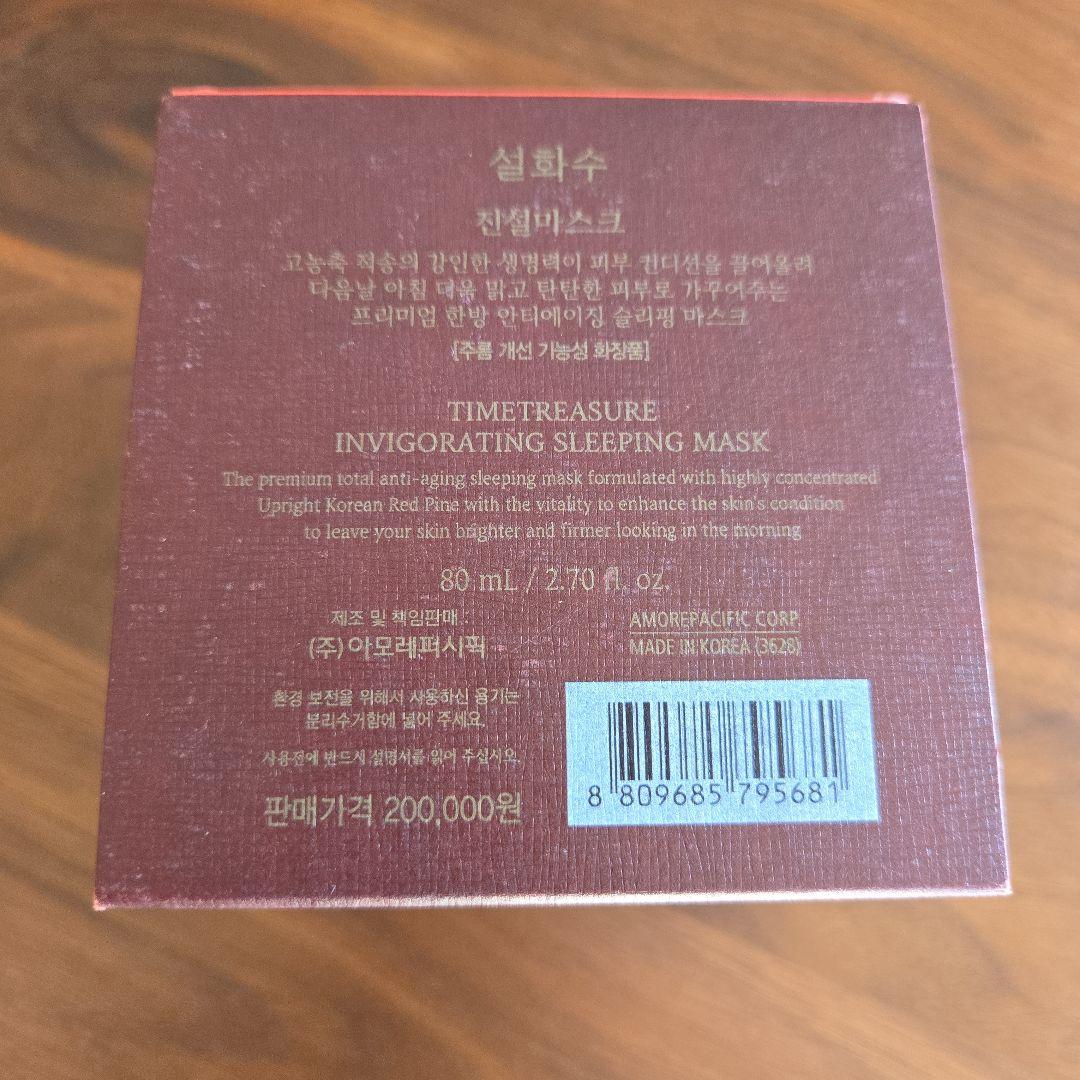 설화수
진설마스크
고농축 적송의 강인한 생명력이 피부 컨디션을 끌어올려
다음날 아침 더욱 맑고 탄탄한 피부로 가꾸어주는
프리미엄 한방 안티에이징 슬리핑 마스크
[주름 개선 기능성 화장품]
TIMETREASURE
INVIGORATING SLEEPING MASK
The premium total anti-aging sleeping mask formulated with highly concentrated
Upright Korean Red Pine with the vitality to enhance the skin's condition
to leave your skin brighter and firmer looking in the morning
80 mL / 2.70 fl. oz.
제조 및 책임판매 :
(주)아모레퍼시픽
AMOREPACIFIC CORP.
MADE IN KOREA (3628)
환경 보전을 위해서 사용하신 용기는
분리수거함에 넣어 주세요.
사용전에 반드시 설명서를 읽어 주십시오.
판매가격 200,000원
8 809685 795681